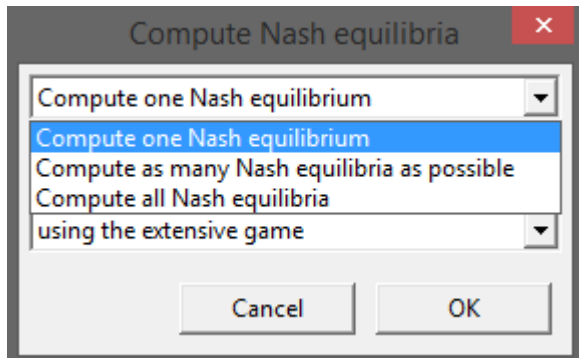 Compute Nash equilibria
Compute one Nash equilibrium
Compute one Nash equilibrium
Compute as many Nash equilibria as possible
Compute all Nash equilibria
using the extensive game
Cancel OK